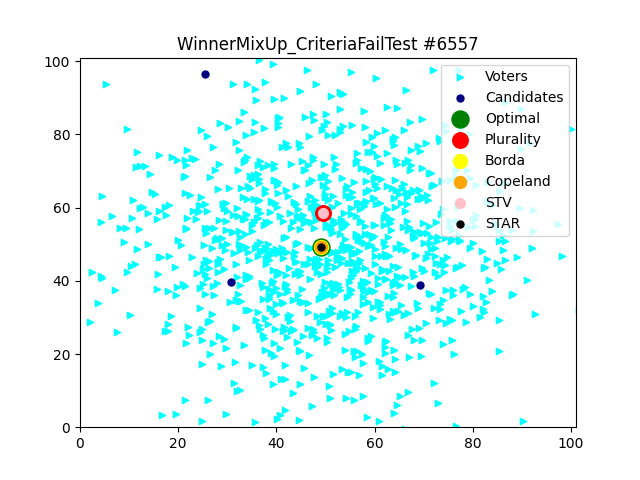 WinnerMixUp_CriteriaFailTest #6557
100
80
60
40
20
0
0 20 40 60 80 100
Voters
Candidates
Optimal
Plurality
Borda
Copeland
STV
STAR